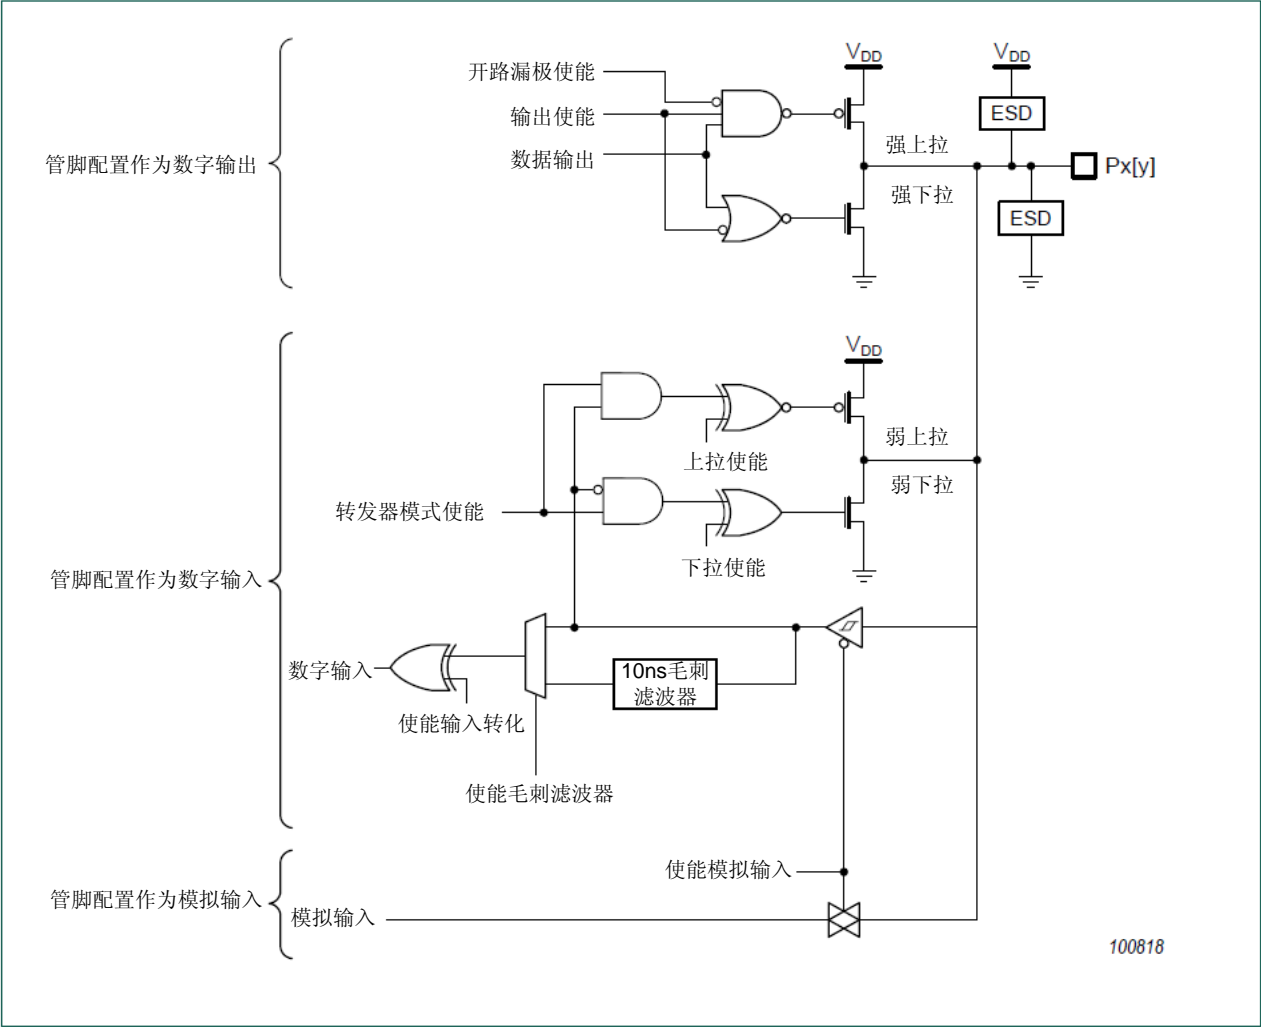 V_DD
V_DD
开路漏极使能
ESD
输出使能
强上拉
数据输出
管脚配置作为数字输出
Px[y]
强下拉
ESD
V_DD
弱上拉
上拉使能
弱下拉
转发器模式使能
下拉使能
管脚配置作为数字输入
数字输入
10ns毛刺
滤波器
使能输入转化
使能毛刺滤波器
使能模拟输入
管脚配置作为模拟输入
模拟输入
100818